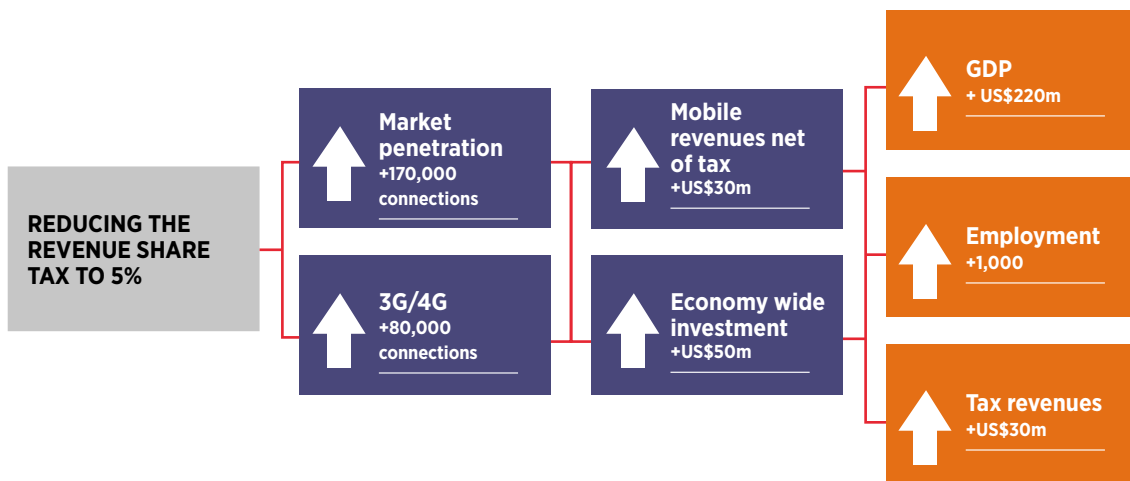 REDUCING THE
REVENUE SHARE
TAX TO 5%
Market
penetration
+170,000
connections
3G/4G
+80,000
connections
Mobile
revenues net
of tax
+US$30m
Economy wide
investment
+US$50m
GDP
+ US$220m
Employment
+1,000
Tax revenues
+US$30m